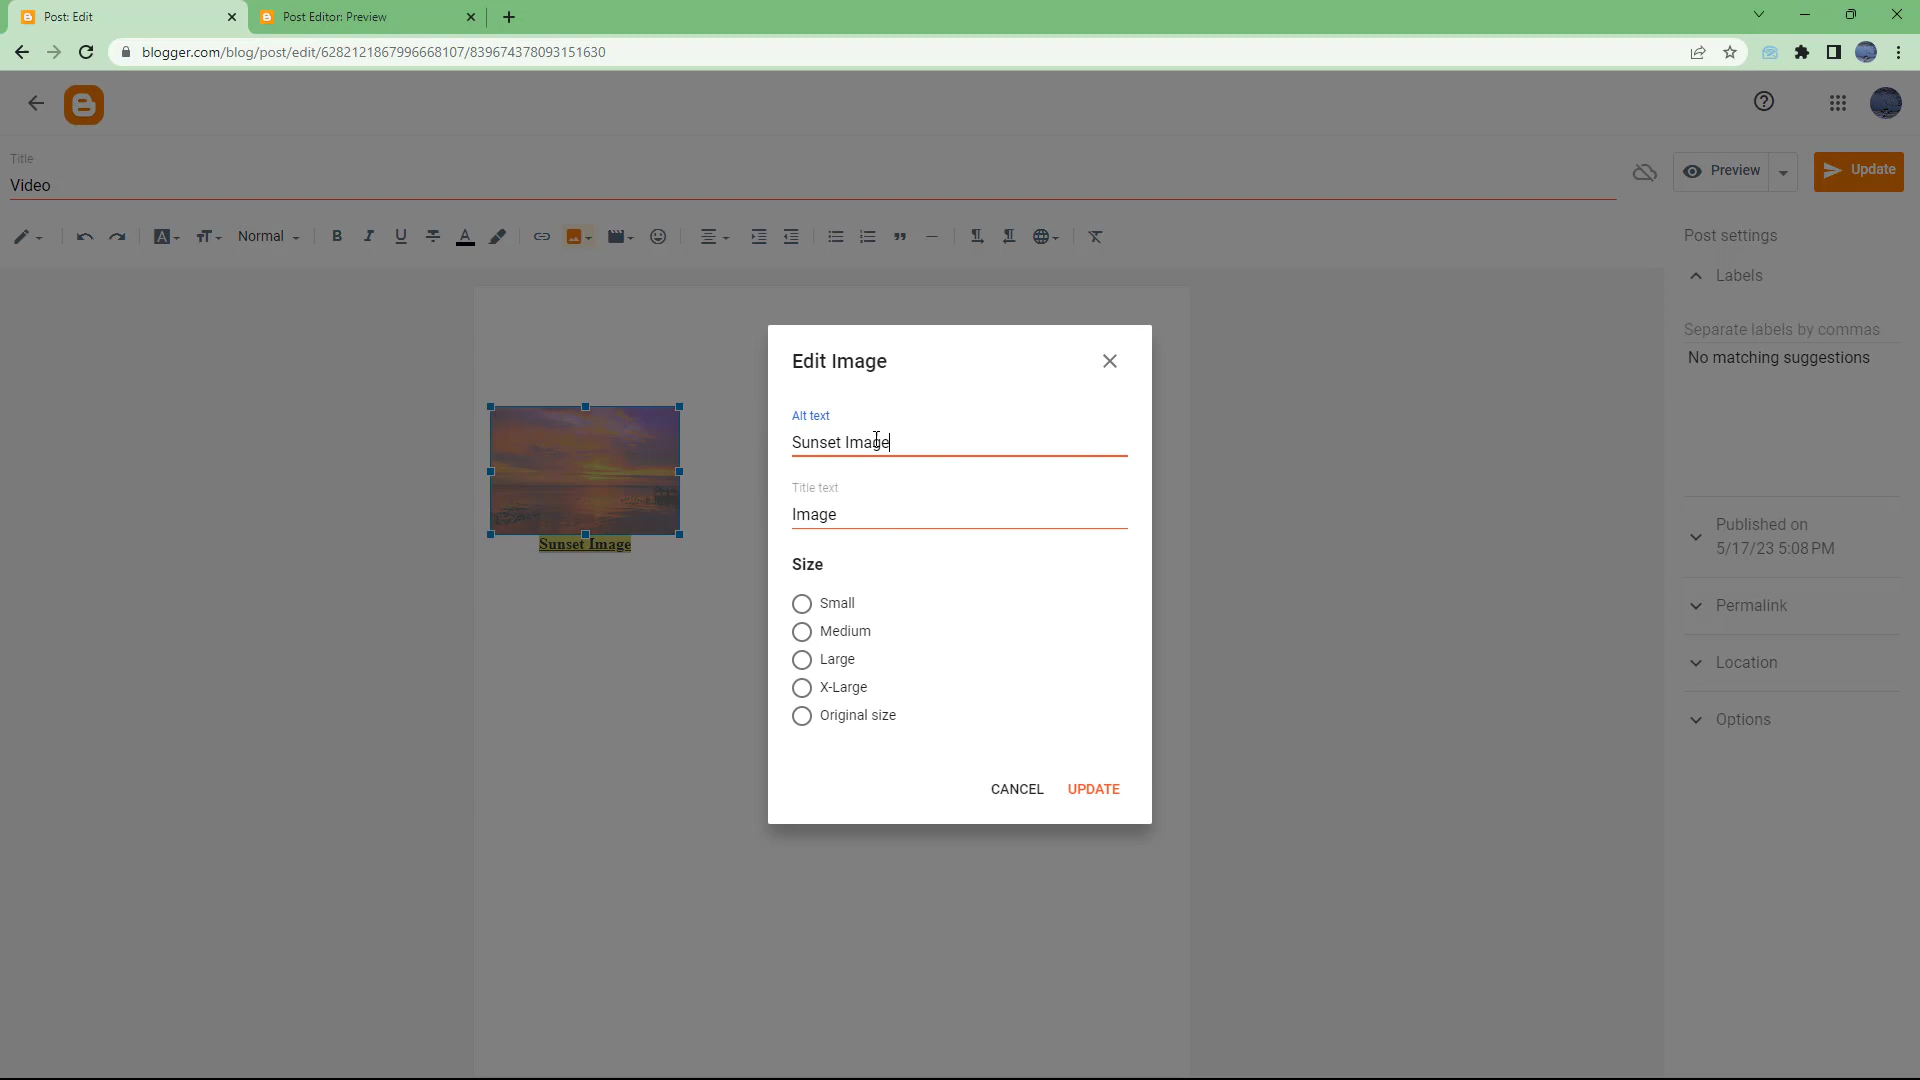 Post: Edit
Post Editor: Preview
blogger.com/blog/post/edit/6282121867996668107/839674378093151630
Title
Video
Preview
Update
Normal
Post settings
Labels
Separate labels by commas
No matching suggestions
Edit Image
Alt text
Sunset Image
Title text
Image
Sunset Image
Size
Small
Medium
Large
X-Large
Original size
CANCEL
UPDATE
Published on
5/17/23 5:08 PM
Permalink
Location
Options